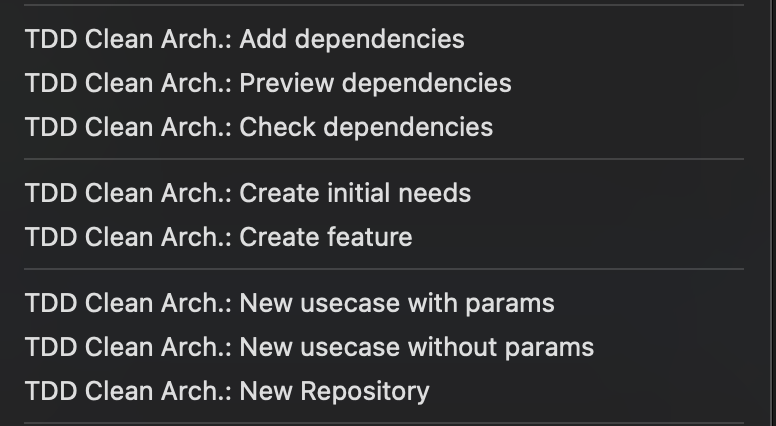 TDD Clean Arch.: Add dependencies
TDD Clean Arch.: Preview dependencies
TDD Clean Arch.: Check dependencies
TDD Clean Arch.: Create initial needs
TDD Clean Arch.: Create feature
TDD Clean Arch.: New usecase with params
TDD Clean Arch.: New usecase without params
TDD Clean Arch.: New Repository